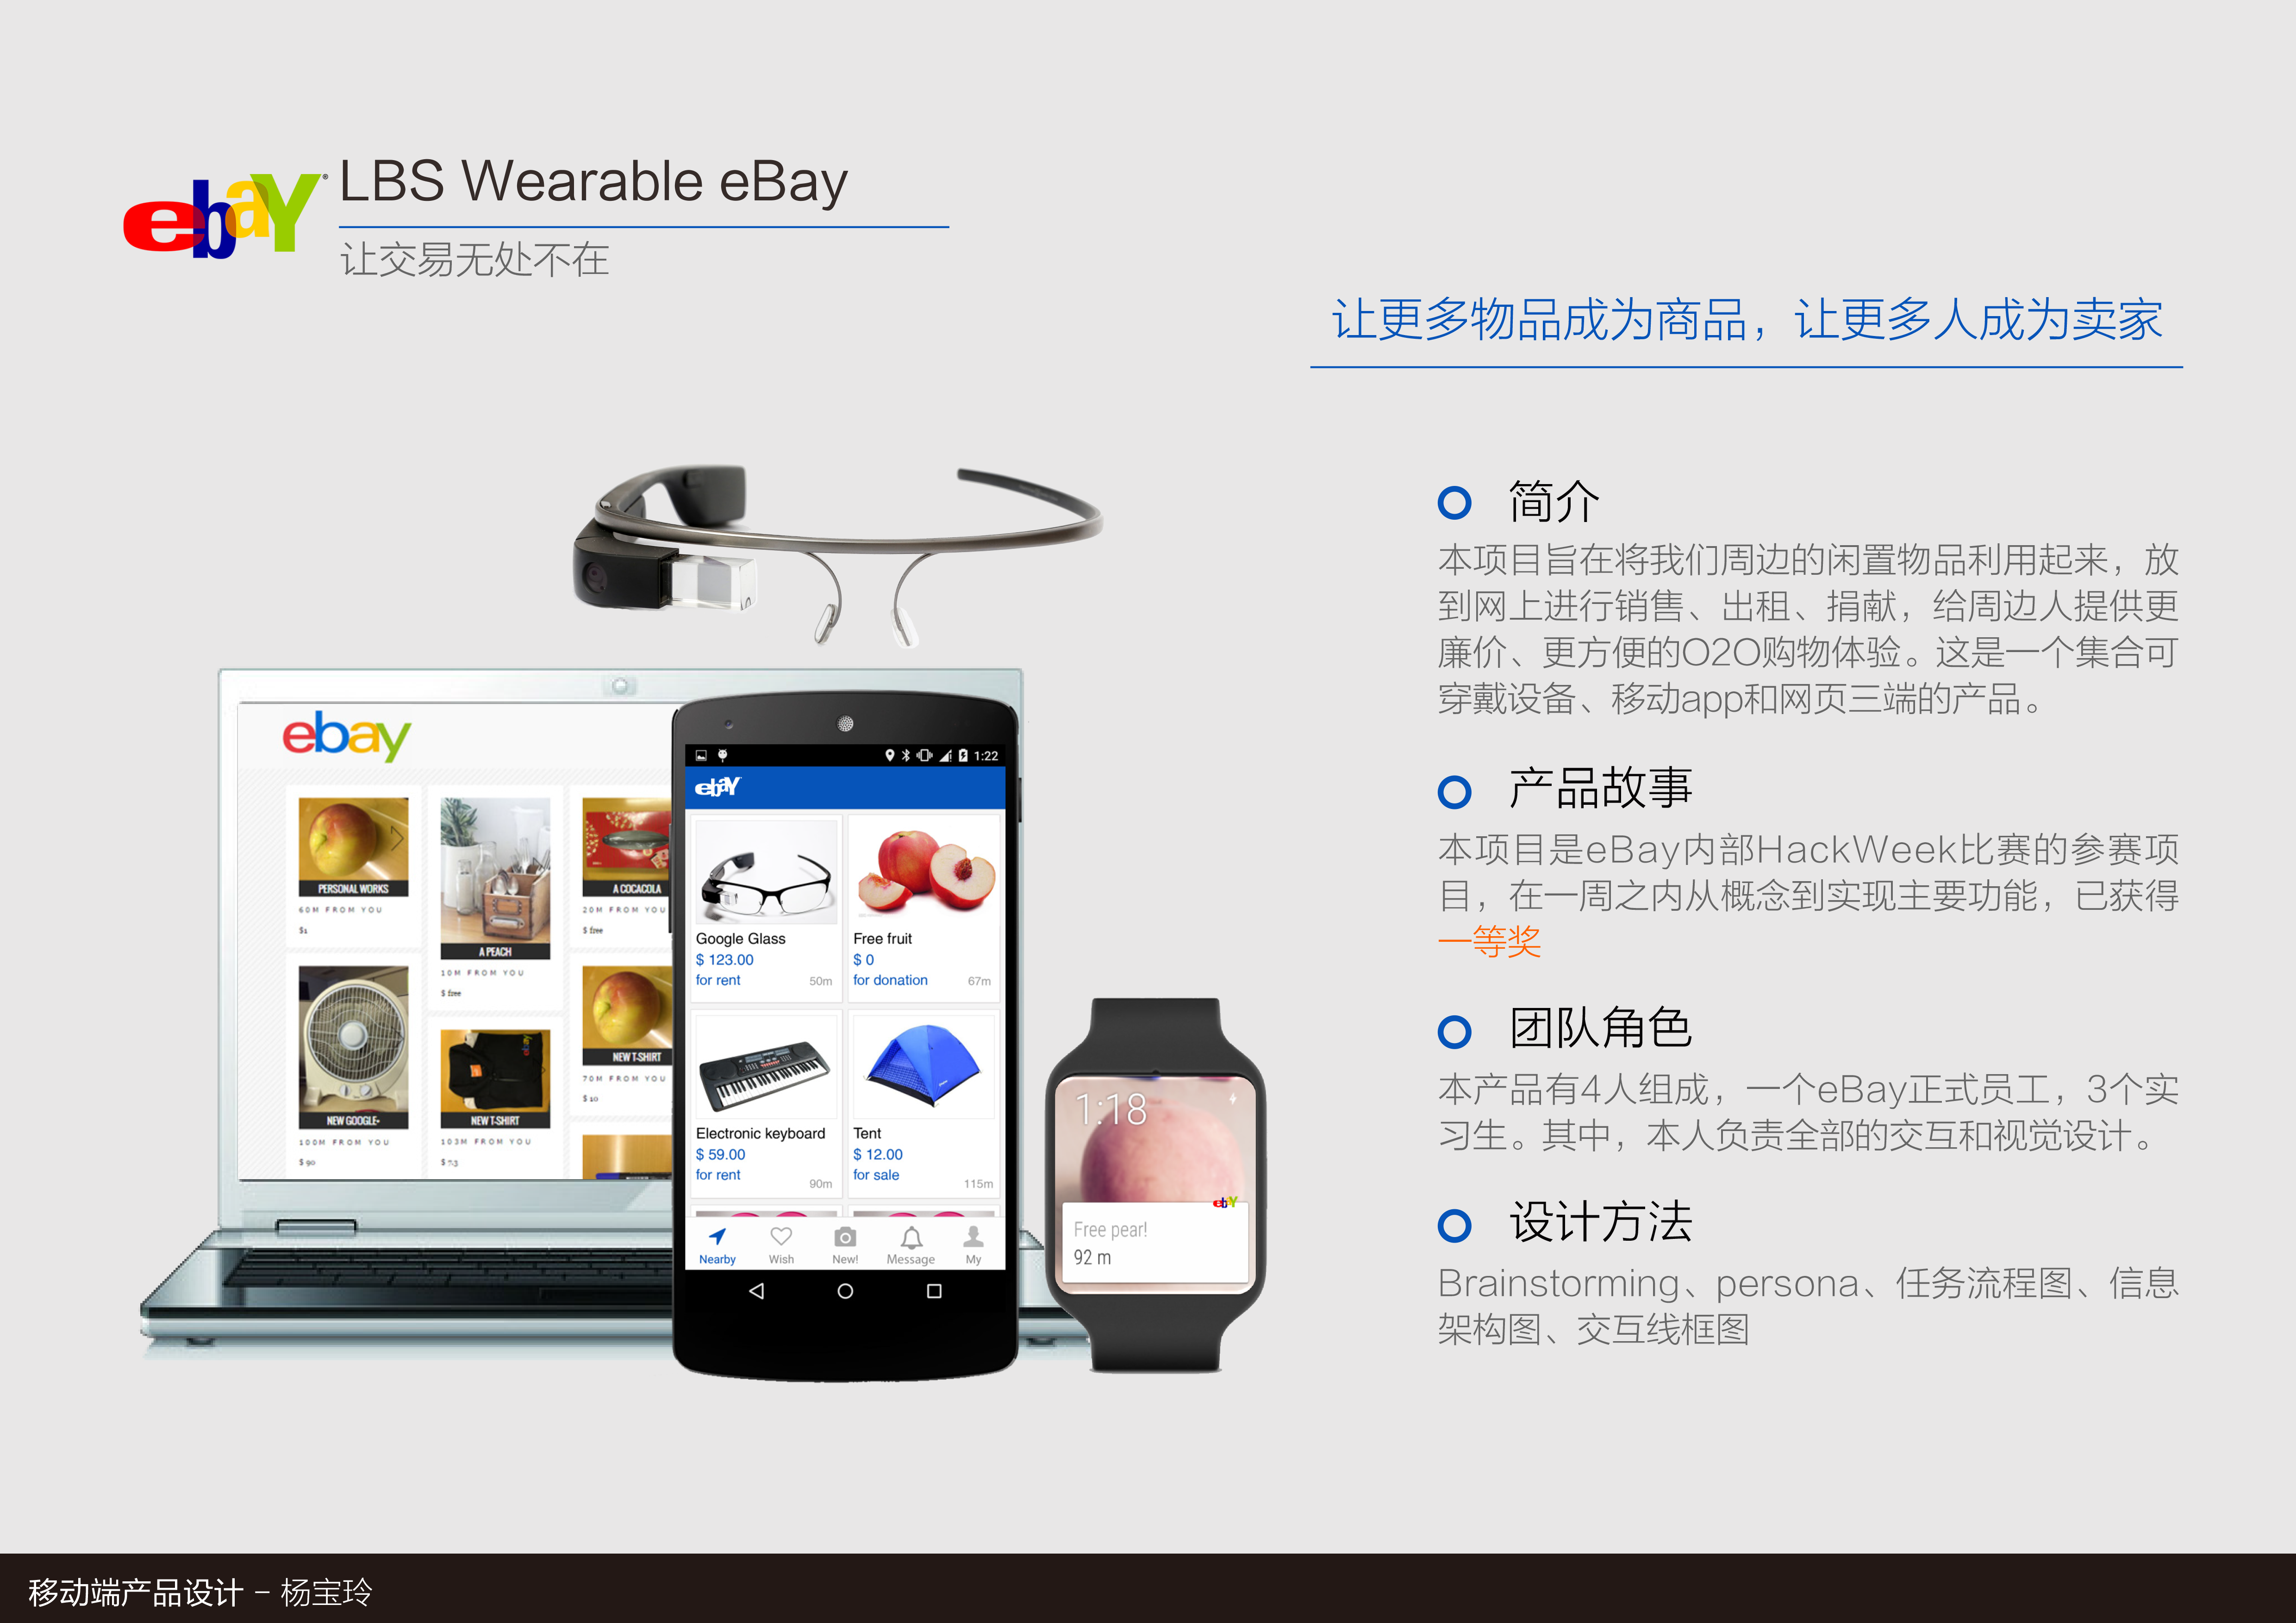 ebaY®
LBS Wearable eBay
让交易无处不在
让更多物品成为商品，让更多人成为卖家
简介
本项目旨在将我们周边的闲置物品利用起来，放
到网上进行销售、出租、捐献，给周边人提供更
廉价、更方便的O2O购物体验。这是一个集合可
穿戴设备、移动app和网页三端的产品。
产品故事
本项目是eBay内部HackWeek比赛的参赛项
目，在一周之内从概念到实现主要功能，已获得
一等奖
团队角色
本产品有4人组成，一个eBay正式员工，3个实
习生。其中，本人负责全部的交互和视觉设计。
设计方法
Brainstorming、persona、任务流程图、信息
架构图、交互线框图
ebay
PERSONAL WORKS
60M FROM YOU
$1
A PEACH
10M FROM YOU
$ free
A COCACOLA
20M FROM YOU
$ free
NEW GOOGLE+
100M FROM YOU
$ 90
NEW T-SHIRT
103M FROM YOU
NEW T-SHIRT
70M FROM YOU
$ 10
1:22
ebaY
Google Glass
$ 123.00
for rent 50m
Free fruit
$ 0
for donation 67m
Electronic keyboard
$ 59.00
for rent 90m
Tent
$ 12.00
for sale 115m
Nearby Wish New! Message My
1:18
ebaY
Free pear!
92 m
移动端产品设计 - 杨宝玲